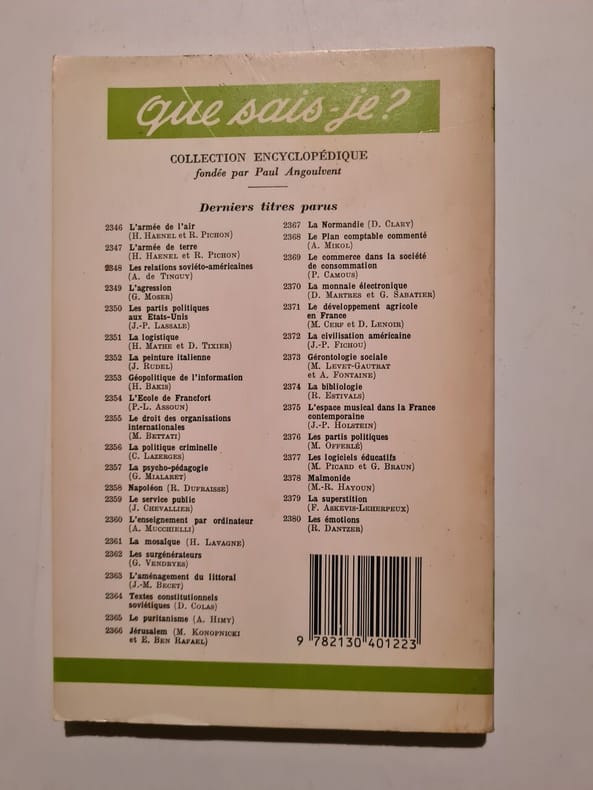 que sais-je?
COLLECTION ENCYCLOPÉDIQUE
fondée par Paul Angoulvent
Derniers titres parus
2346 L'armée de l'air
(H. HAENEL et R. PICHON)
2347 L'armée de terre
(H. HAENEL et R. PICHON)
2348 Les relations soviéto-américaines
(A. DE TINGUY)
2349 L'agression
(G. MOSER)
2350 Les partis politiques
aux Etats-Unis
(J.-P. LASSALE)
2351 La logistique
(H. MATHE et D. TIXIER)
2352 La peinture italienne
(J. RUDEL)
2353 Géopolitique de l'information
(H. BAKIS)
2354 L'Ecole de Francfort
(P.-L. ASSOUN)
2355 Le droit des organisations
internationales
(M. BETTATI)
2356 La politique criminelle
(C. LAZERGES)
2357 La psycho-pédagogie
(G. MIALARET)
2358 Napoléon (R. DUFRAISSE)
2359 Le service public
(J. CHEVALLIER)
2360 L'enseignement par ordinateur
(A. MUCCHIELLI)
2361 La mosaïque (H. LAVAGNE)
2362 Les surgénérateurs
(G. VENDRYES)
2363 L'aménagement du littoral
(J.-M. BECET)
2364 Textes constitutionnels
soviétiques (D. COLAS)
2365 Le puritanisme (A. HIMY)
2366 Jérusalem (M. KONOPNICKI
et E. BEN RAFAEL)
2367 La Normandie (D. CLARY)
2368 Le Plan comptable commenté
(A. MIKOL)
2369 Le commerce dans la société
de consommation
(P. CAMOUS)
2370 La monnaie électronique
(D. MARTRES et G. SABATIER)
2371 Le développement agricole
en France
(M. CERF et D. LENOIR)
2372 La civilisation américaine
(J.-P. FICHOU)
2373 Gérontologie sociale
(M. LEVET-GAUTRAT
et A. FONTAINE)
2374 La bibliologie
(R. ESTIVALS)
2375 L'espace musical dans la France
contemporaine
(J.-P. HOLSTEIN)
2376 Les partis politiques
(M. OFFERLÉ)
2377 Les logiciels éducatifs
(M. PICARD et G. BRAUN)
2378 Maïmonide
(M.-R. HAYOUN)
2379 La superstition
(F. ASKEVIS-LEHERPEUX)
2380 Les émotions
(R. DANTZER)
9 782130 401223